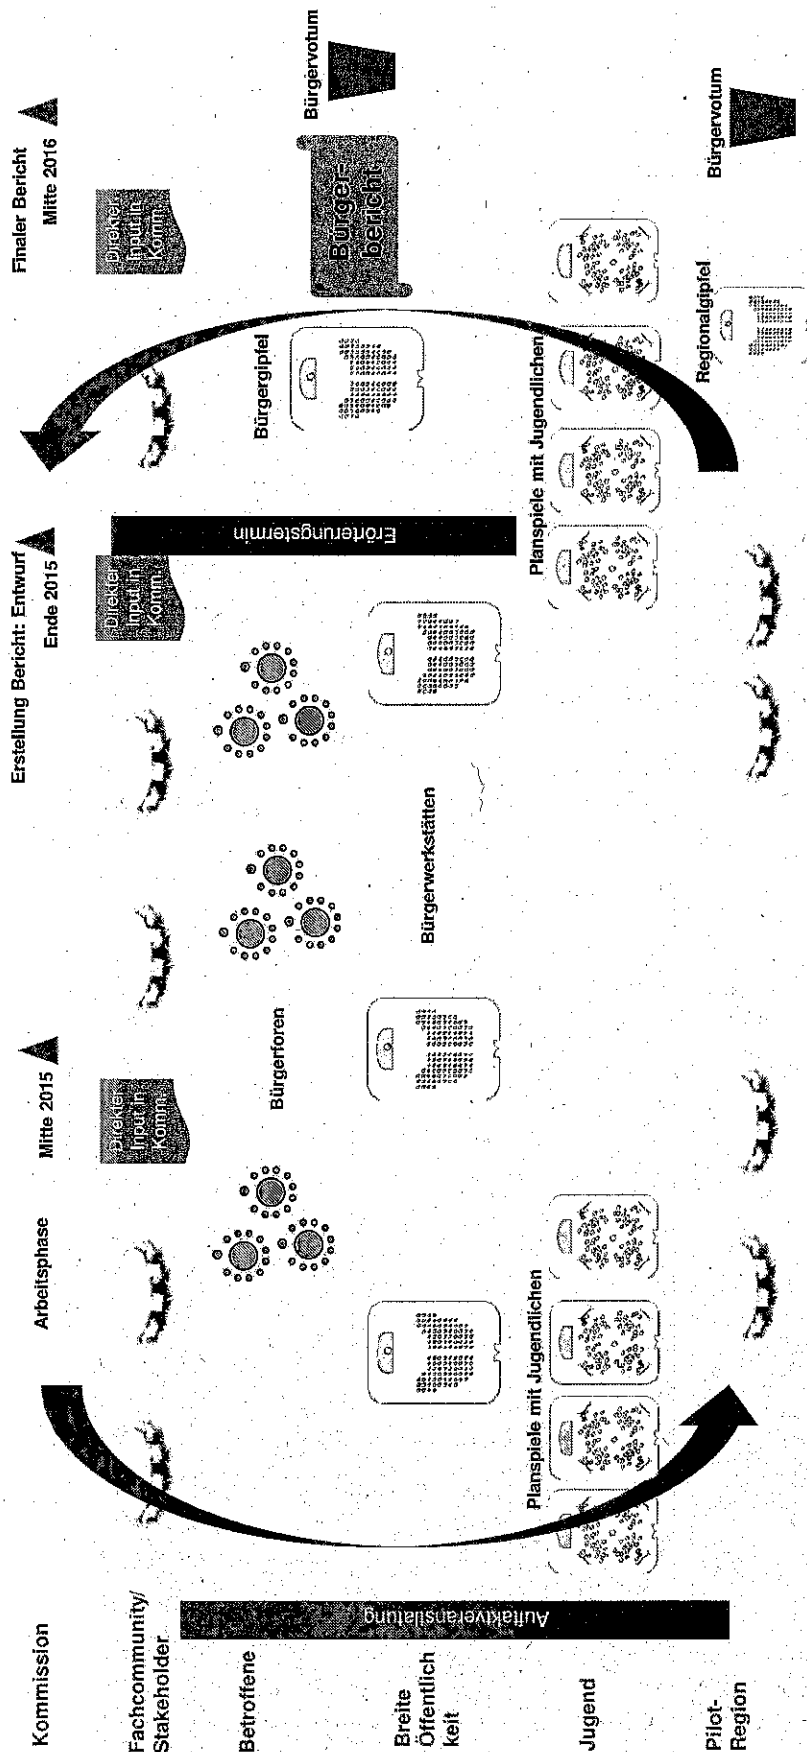 Kommission
Arbeitsphase
Mitte 2015
Erstellung Bericht: Entwurf
Ende 2015
Finaler Bericht
Mitte 2016
Fachcommunity/
Stakeholder
Direkter
Input in
Komm.
Direkter
Input in
Komm.
Direkter
Input in
Komm.
Auftaktveranstaltung
Erörterungstermin
Betroffene
Bürgerforen
Bürgergipfel
Bürger-
bericht
Bürgervotum
Breite
Öffentlich
keit
Bürgerwerkstätten
Jugend
Planspiele mit Jugendlichen
Planspiele mit Jugendlichen
Pilot-
Region
Regionalgipfel
Bürgervotum